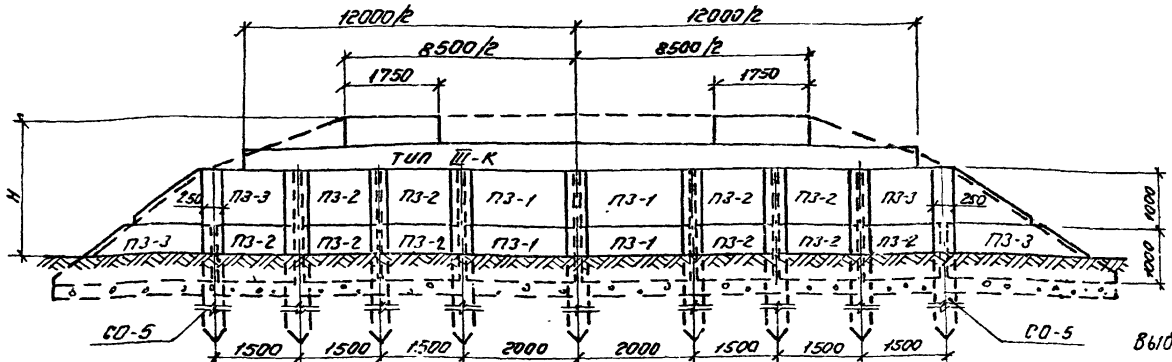 12000/2 12000/2
8500/2 8500/2
1750 1750
H
ТИП III-К
250 ПЗ-3 ПЗ-2 ПЗ-2 ПЗ-1 ПЗ-1 ПЗ-2 ПЗ-2 ПЗ-3 250
1000
ПЗ-3 ПЗ-2 ПЗ-2 ПЗ-2 ПЗ-1 ПЗ-1 ПЗ-2 ПЗ-2 ПЗ-2 ПЗ-3
1000
СО-5 СО-5
1500 1500 1500 2000 2000 1500 1500 1500